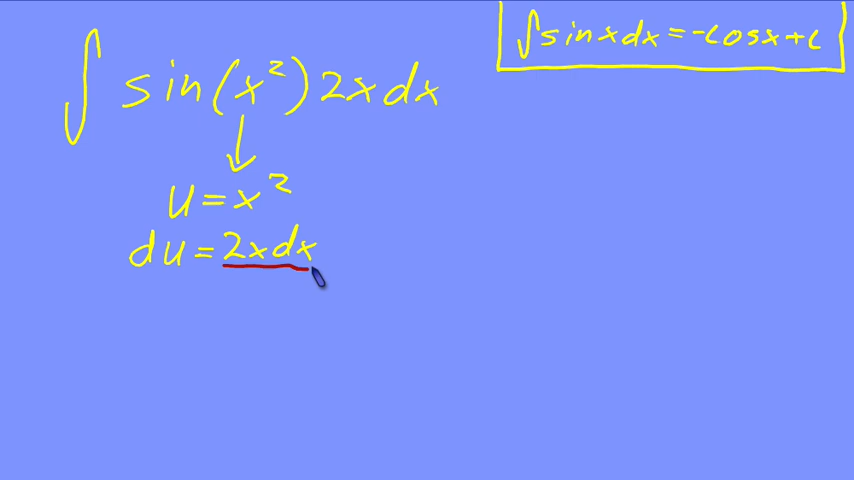 ∫ sin(x²) 2x dx
∫ sin x dx = -cos x + c
u = x²
du = 2x dx